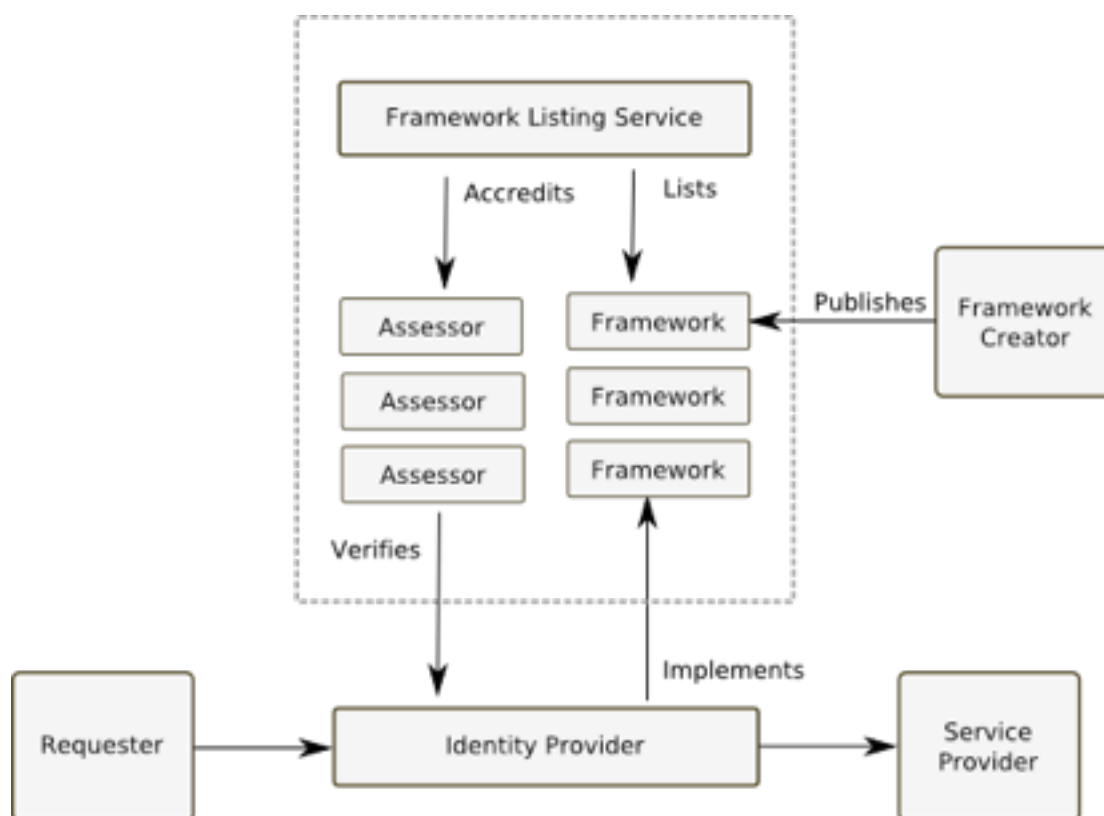 Framework Listing Service
Accredits
Lists
Assessor
Framework
Publishes
Framework
Creator
Assessor
Framework
Assessor
Framework
Verifies
Implements
Requester
Identity Provider
Service
Provider